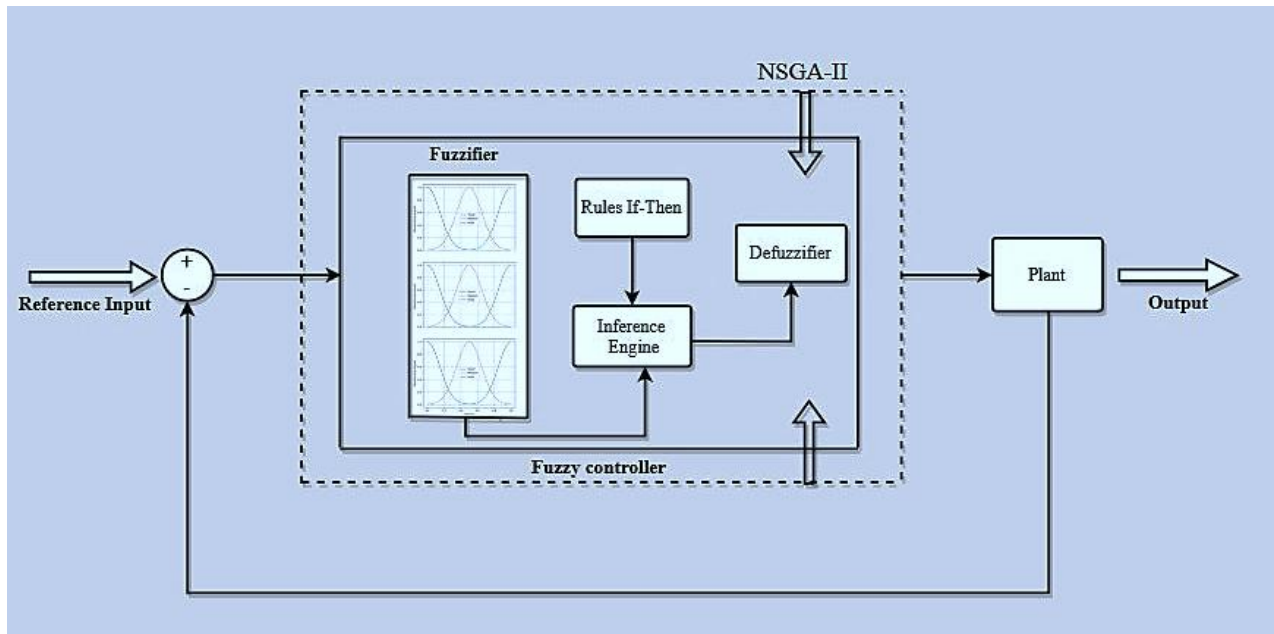 NSGA-II
Fuzzifier
Rules If-Then
Defuzzifier
+
-
Reference Input
Inference
Engine
Plant
Output
Fuzzy controller